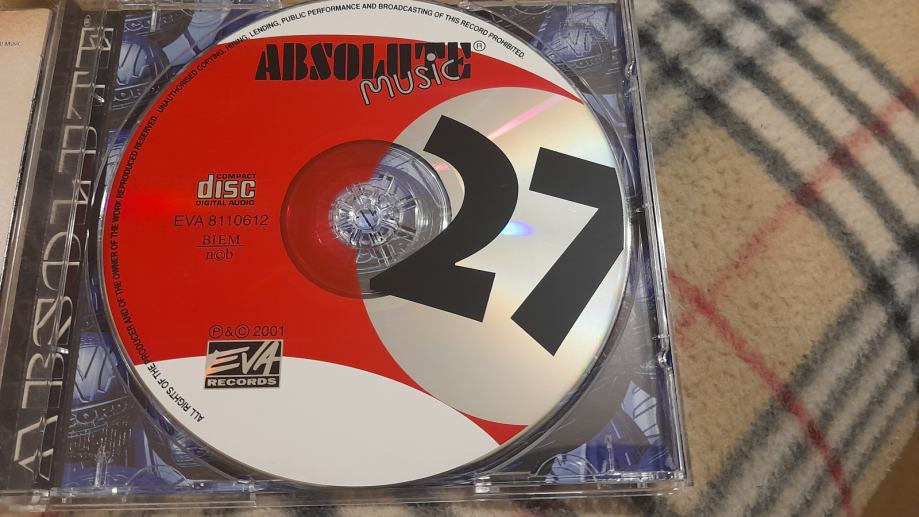 ALL RIGHTS OF THE PRODUCER AND OF THE OWNER OF THE WORK REPRODUCED RESERVED. UNAUTHORISED COPYING, HIRING, LENDING, PUBLIC PERFORMANCE AND BROADCASTING OF THIS RECORD PROHIBITED.
ABSOLUTE®
Music
27
COMPACT
disc
DIGITAL AUDIO
EVA 8110612
BIEM
n©b
℗ & © 2001
EVA
RECORDS